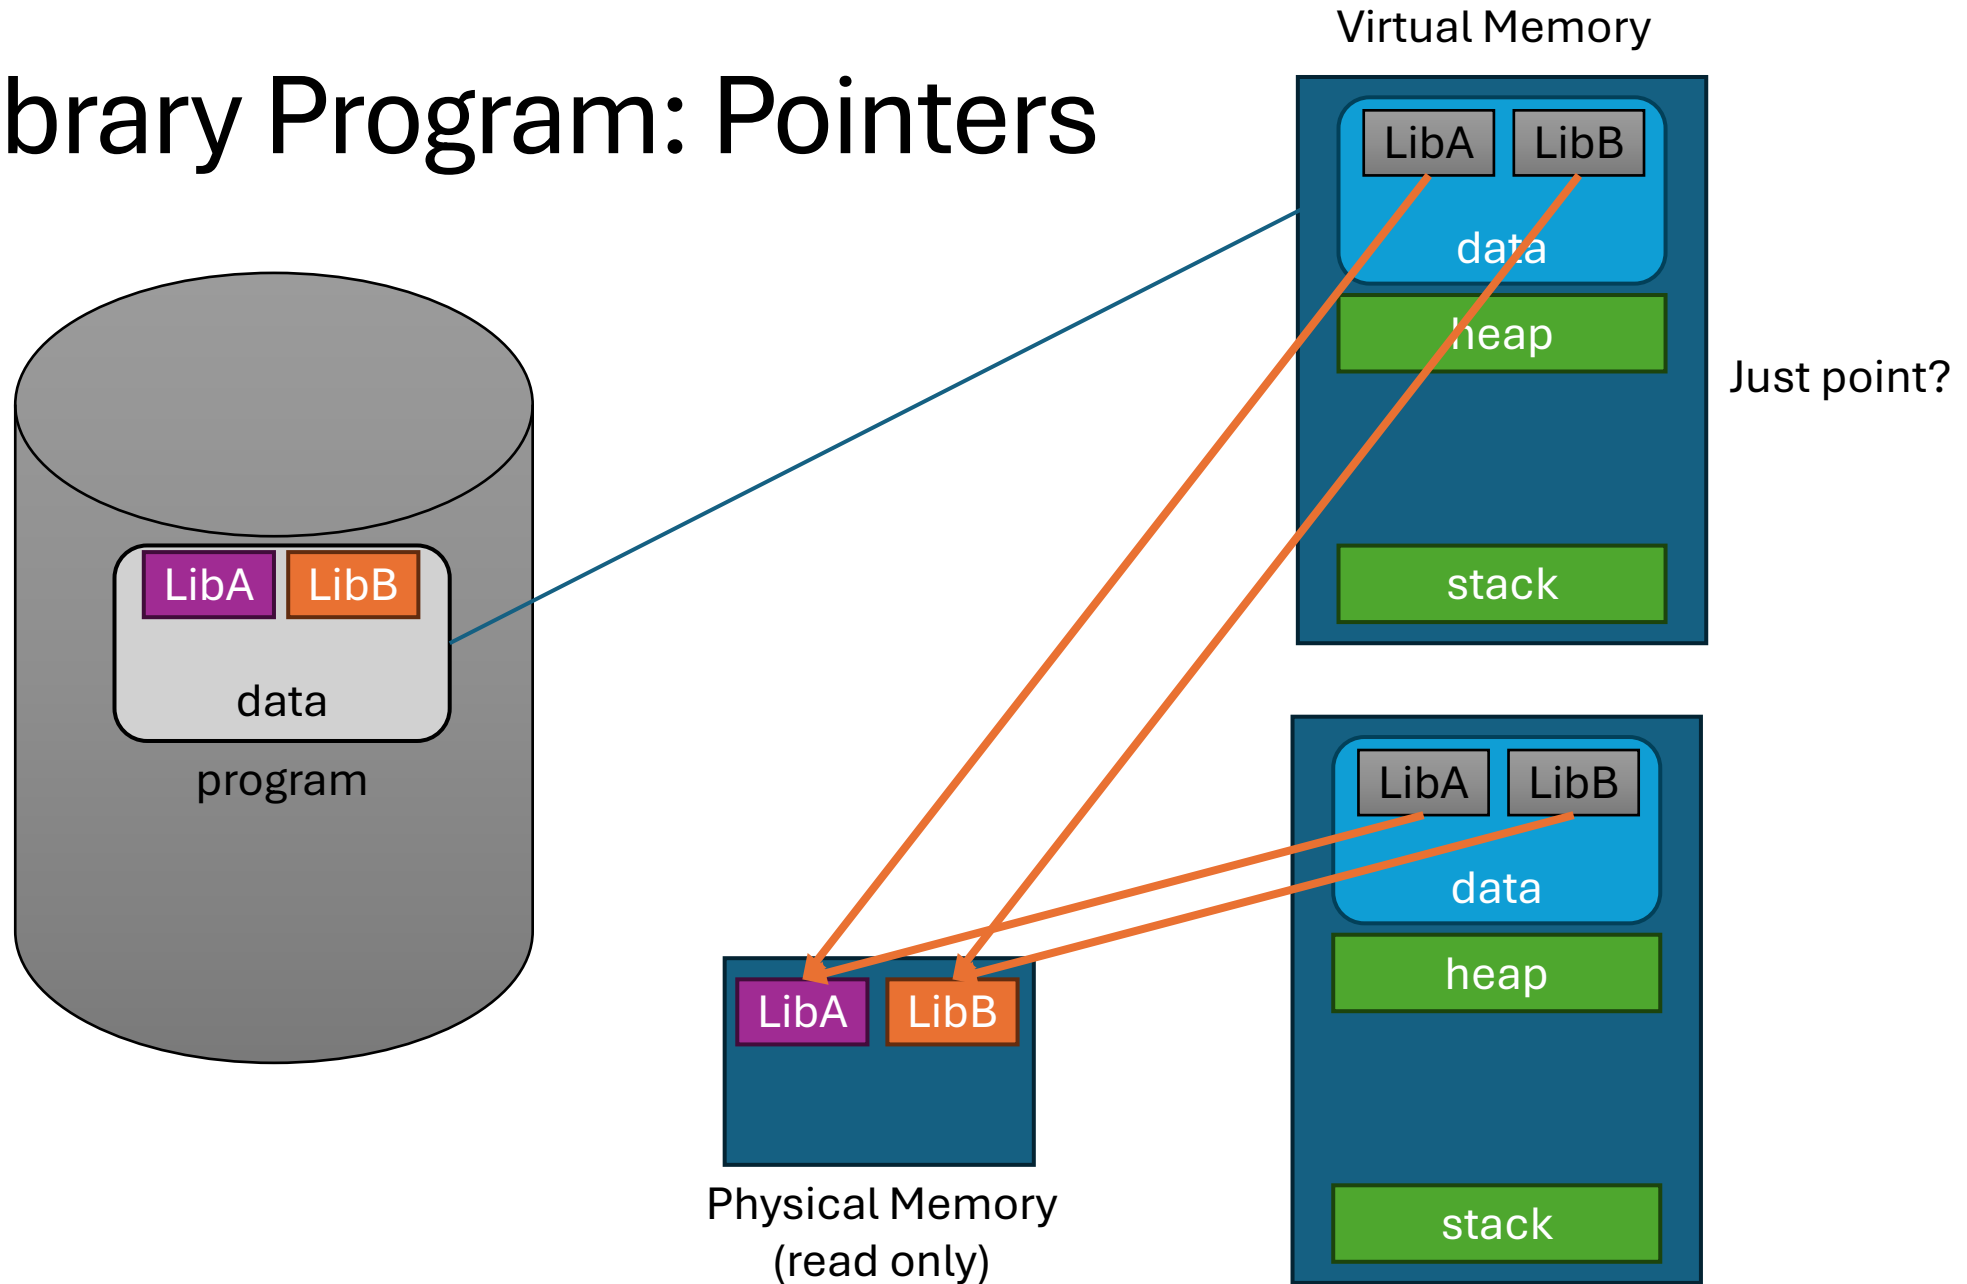 brary Program: Pointers
Virtual Memory
LibA LibB
data
heap
stack
Just point?
LibA LibB
data
program
LibA LibB
data
heap
stack
LibA LibB
Physical Memory
(read only)